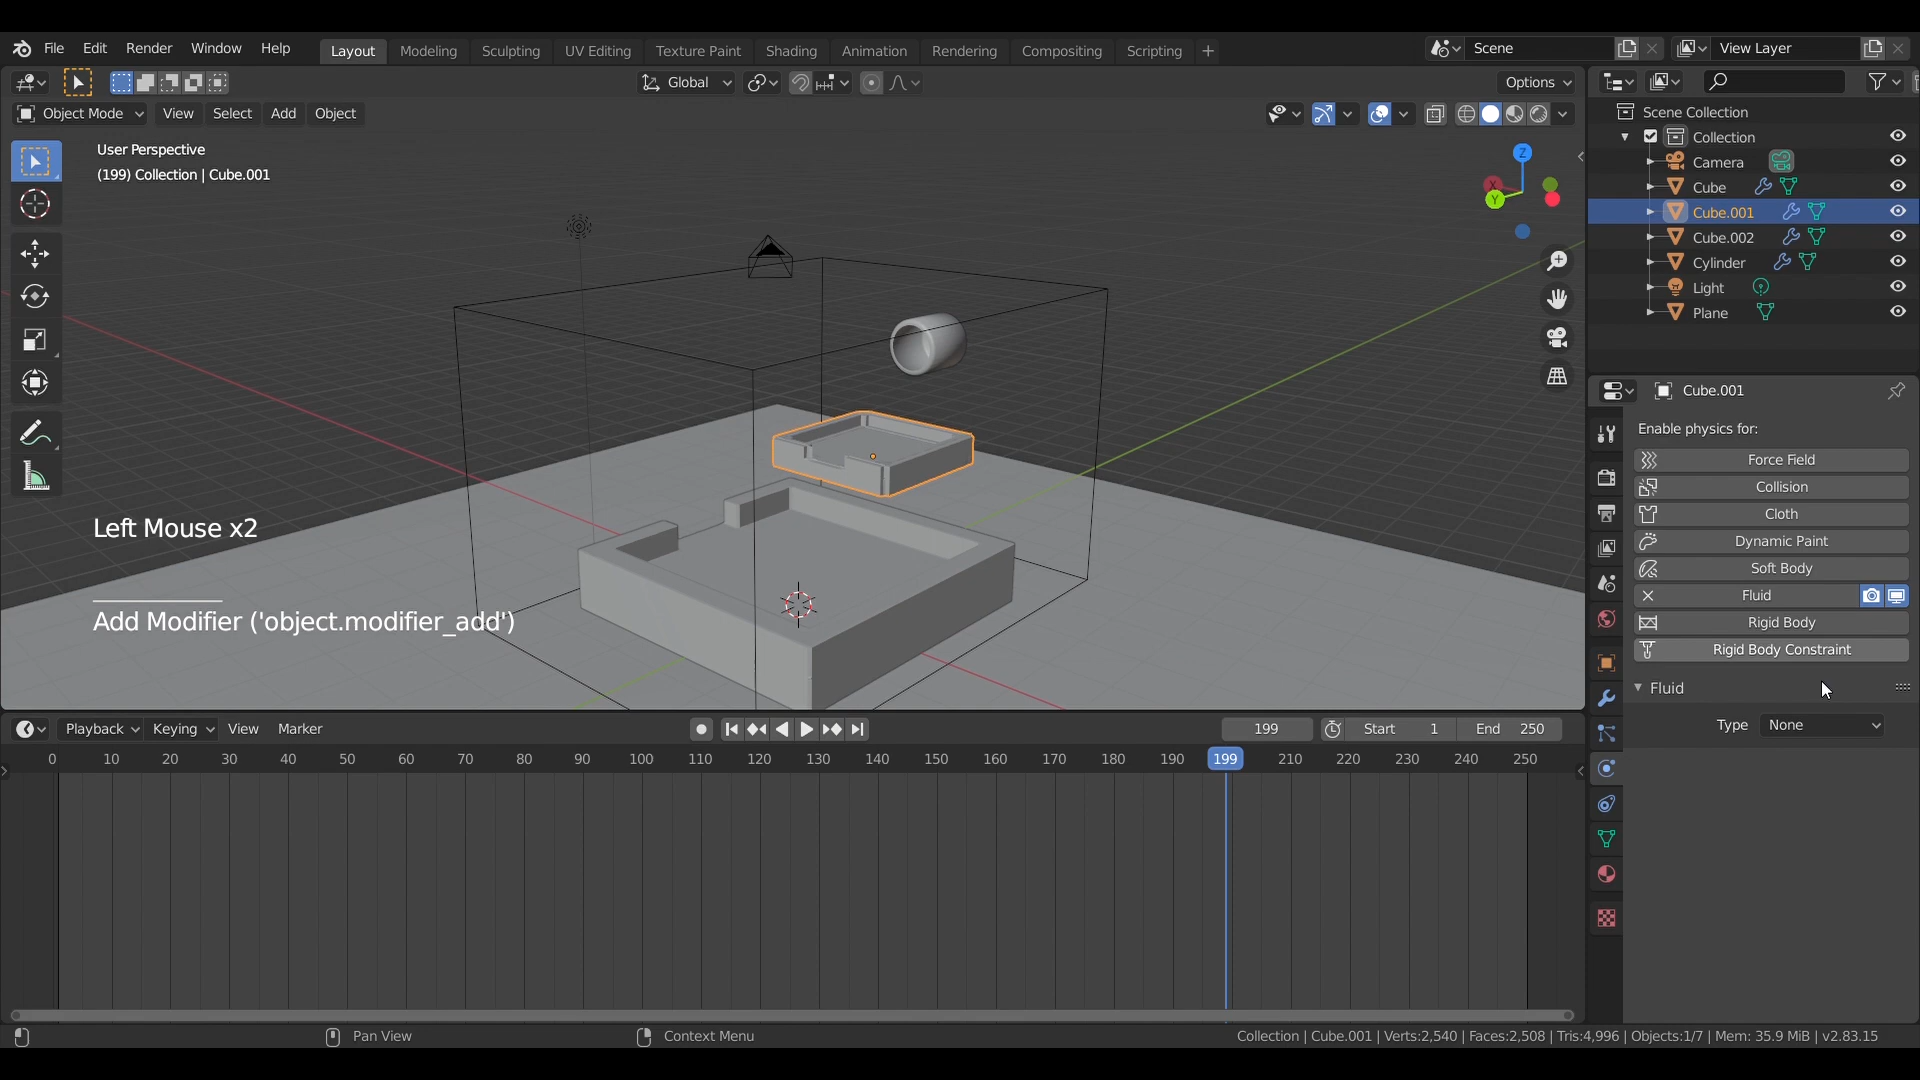 File Edit Render Window Help Layout Modeling Sculpting UV Editing Texture Paint Shading Animation Rendering Compositing Scripting + Scene View Layer
Global Options
Object Mode View Select Add Object
User Perspective
(199) Collection | Cube.001
Z
X
Y
Left Mouse x2
Add Modifier ('object.modifier_add')
Scene Collection
Collection
Camera
Cube
Cube.001
Cube.002
Cylinder
Light
Plane
Cube.001
Enable physics for:
Force Field
Collision
Cloth
Dynamic Paint
Soft Body
Fluid
Rigid Body
Rigid Body Constraint
Fluid
Type None
Playback Keying View Marker 199 Start 1 End 250
0 10 20 30 40 50 60 70 80 90 100 110 120 130 140 150 160 170 180 190 199 210 220 230 240 250
Pan View Context Menu Collection | Cube.001 | Verts:2,540 | Faces:2,508 | Tris:4,996 | Objects:1/7 | Mem: 35.9 MiB | v2.83.15